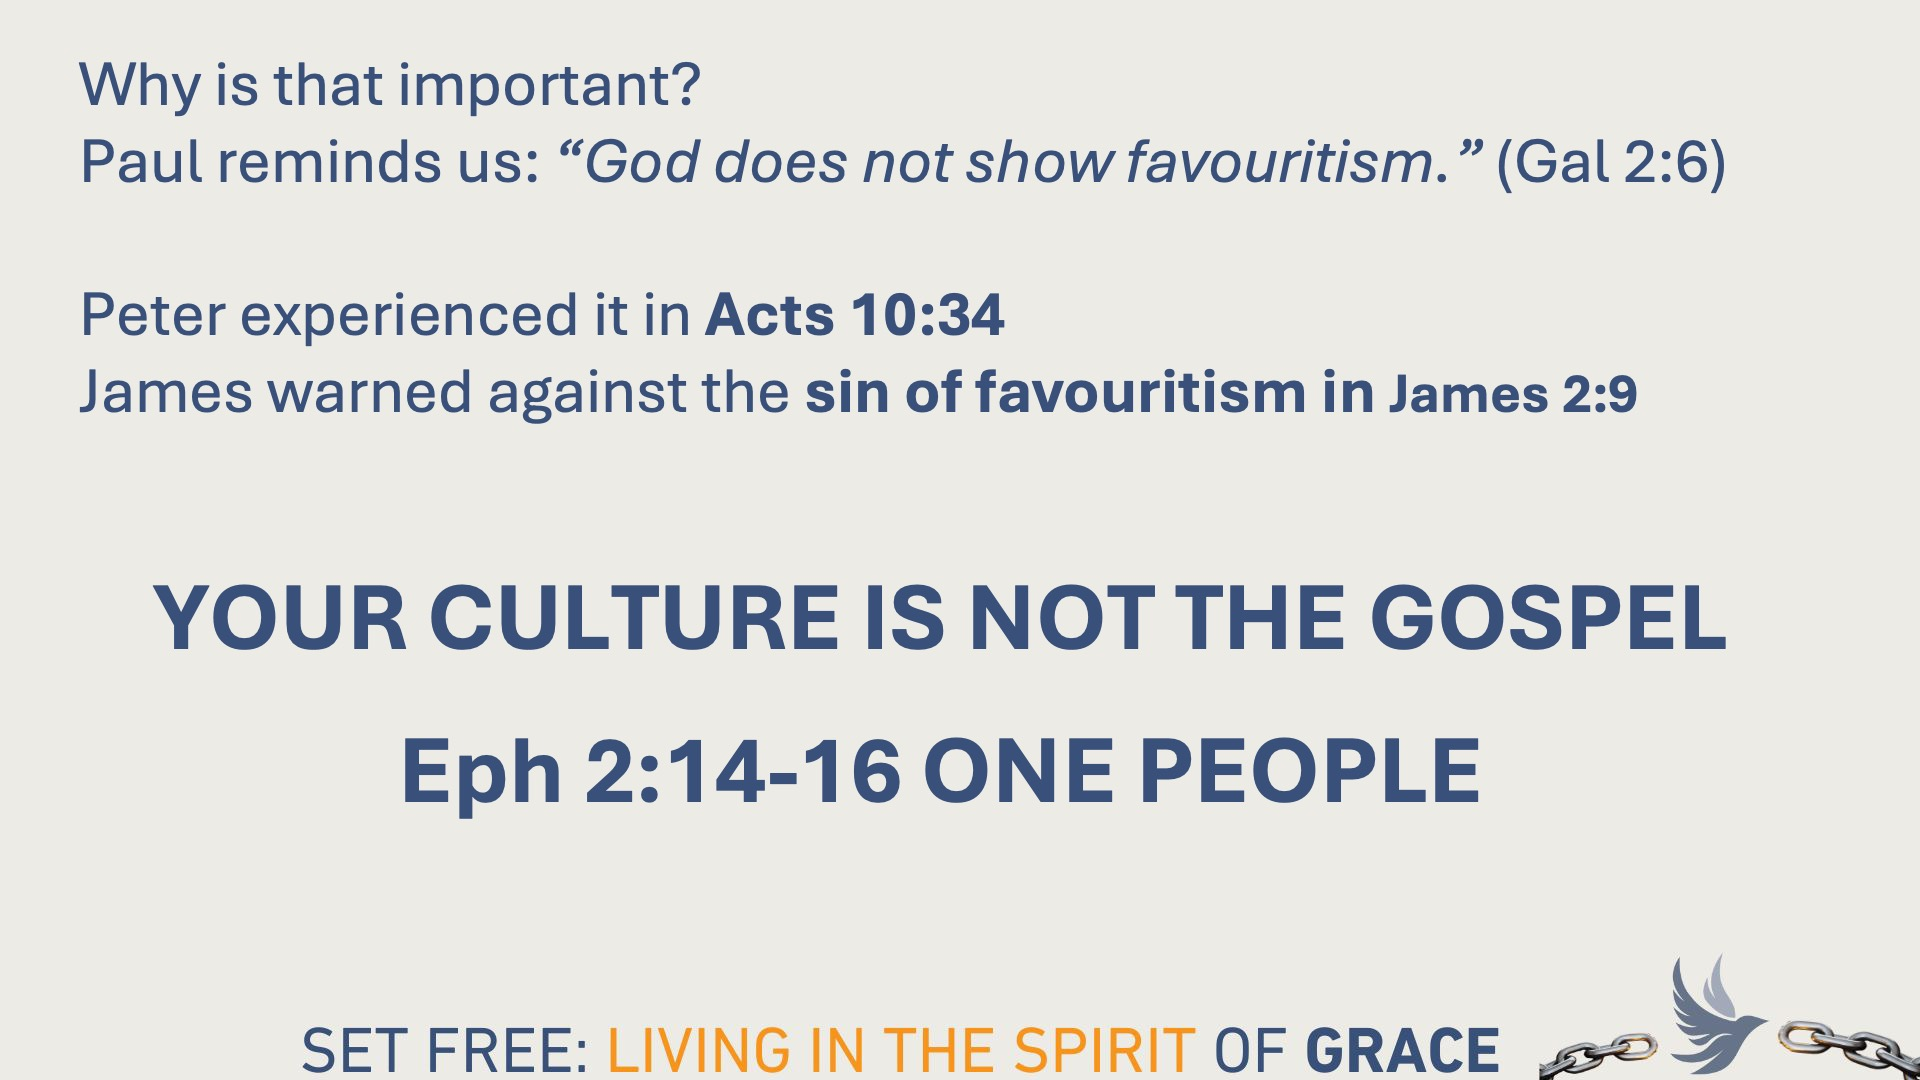 Why is that important?
Paul reminds us: “God does not show favouritism.” (Gal 2:6)
Peter experienced it in Acts 10:34
James warned against the sin of favouritism in James 2:9
YOUR CULTURE IS NOT THE GOSPEL
Eph 2:14-16 ONE PEOPLE
SET FREE: LIVING IN THE SPIRIT OF GRACE